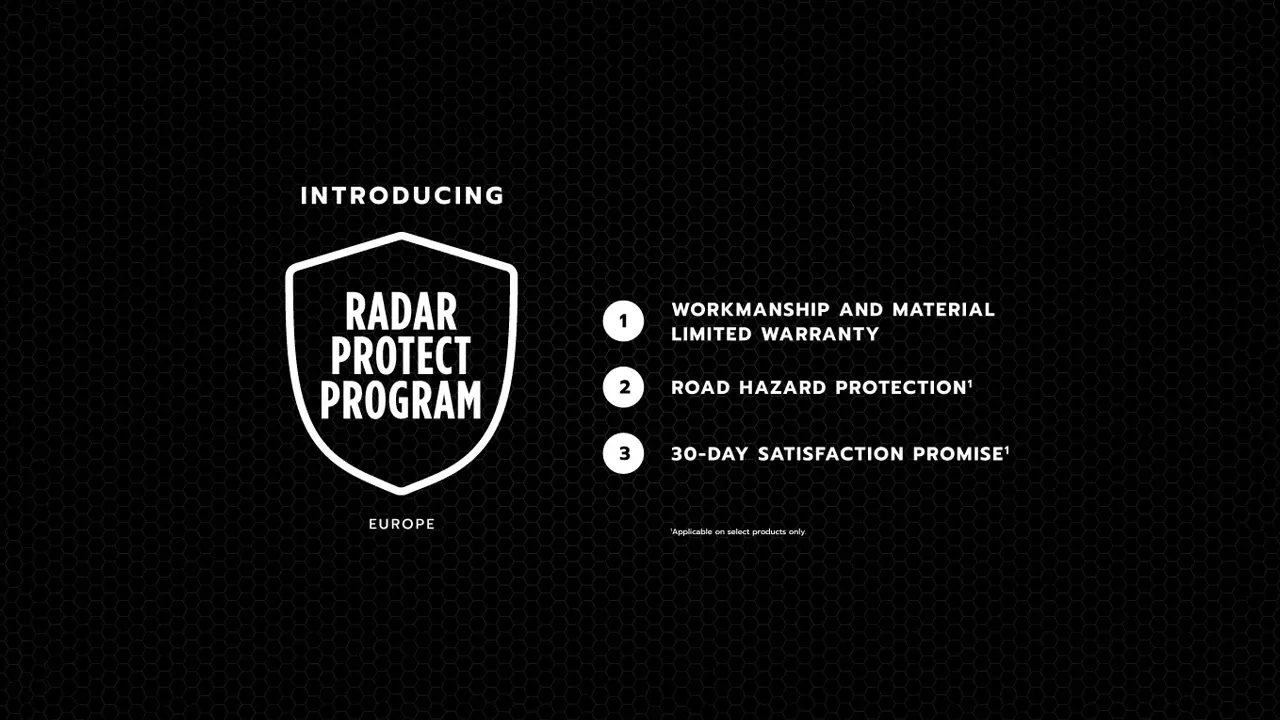 INTRODUCING
RADAR
PROTECT
PROGRAM
EUROPE
1 WORKMANSHIP AND MATERIAL
LIMITED WARRANTY
2 ROAD HAZARD PROTECTION¹
3 30-DAY SATISFACTION PROMISE¹
¹Applicable on select products only.